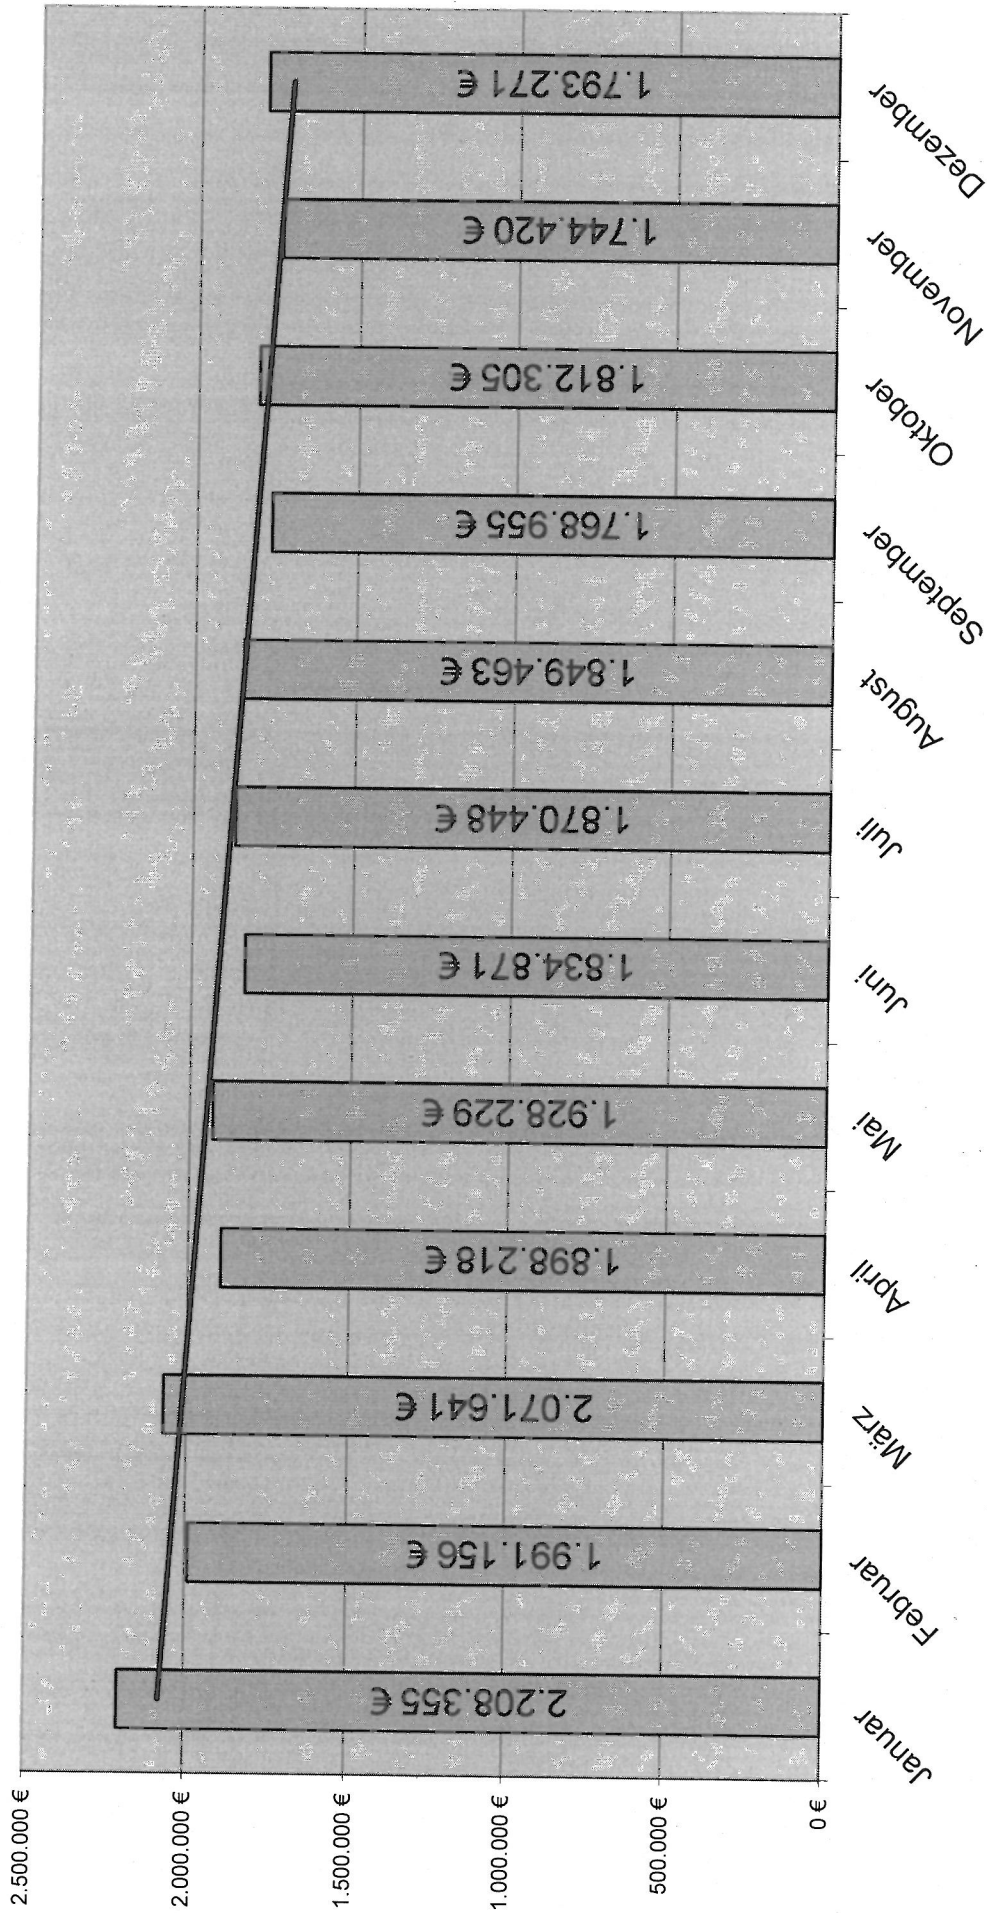 2.500.000 €
2.000.000 €
1.500.000 €
1.000.000 €
500.000 €
0 €
2.208.355 €
1.991.156 €
2.071.641 €
1.898.218 €
1.928.229 €
1.834.871 €
1.870.448 €
1.849.463 €
1.768.955 €
1.812.305 €
1.744.420 €
1.793.271 €
Januar
Februar
März
April
Mai
Juni
Juli
August
September
Oktober
November
Dezember